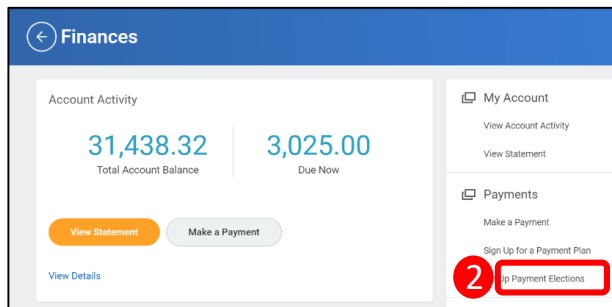 Finances
Account Activity
31,438.32
Total Account Balance
3,025.00
Due Now
View Statement
Make a Payment
View Details
My Account
View Account Activity
View Statement
Payments
Make a Payment
Sign Up for a Payment Plan
2
Up Payment Elections